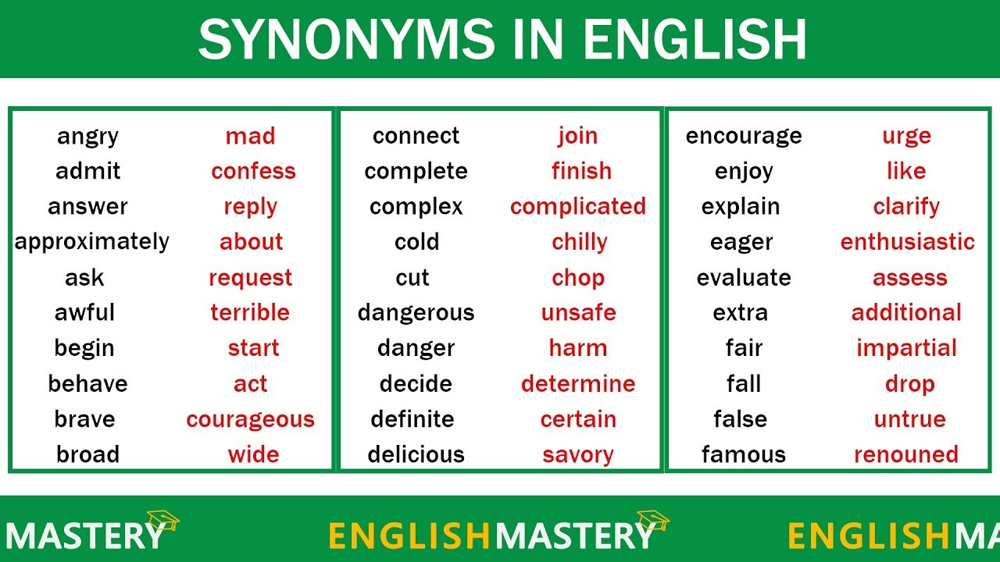 SYNONYMS IN ENGLISH
angry mad
admit confess
answer reply
approximately about
ask request
awful terrible
begin start
behave act
brave courageous
broad wide
connect join
complete finish
complex complicated
cold chilly
cut chop
dangerous unsafe
danger harm
decide determine
definite certain
delicious savory
encourage urge
enjoy like
explain clarify
eager enthusiastic
evaluate assess
extra additional
fair impartial
fall drop
false untrue
famous renouned
MASTERY ENGLISHMASTERY ENGLISHMA